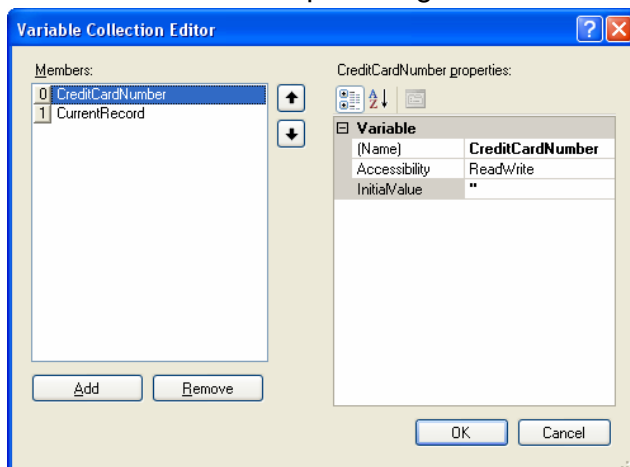 Variable Collection Editor
Members:
0 CreditCardNumber
1 CurrentRecord
Add Remove
CreditCardNumber properties:
Variable
(Name) CreditCardNumber
Accessibility ReadWrite
InitialValue ''
OK Cancel